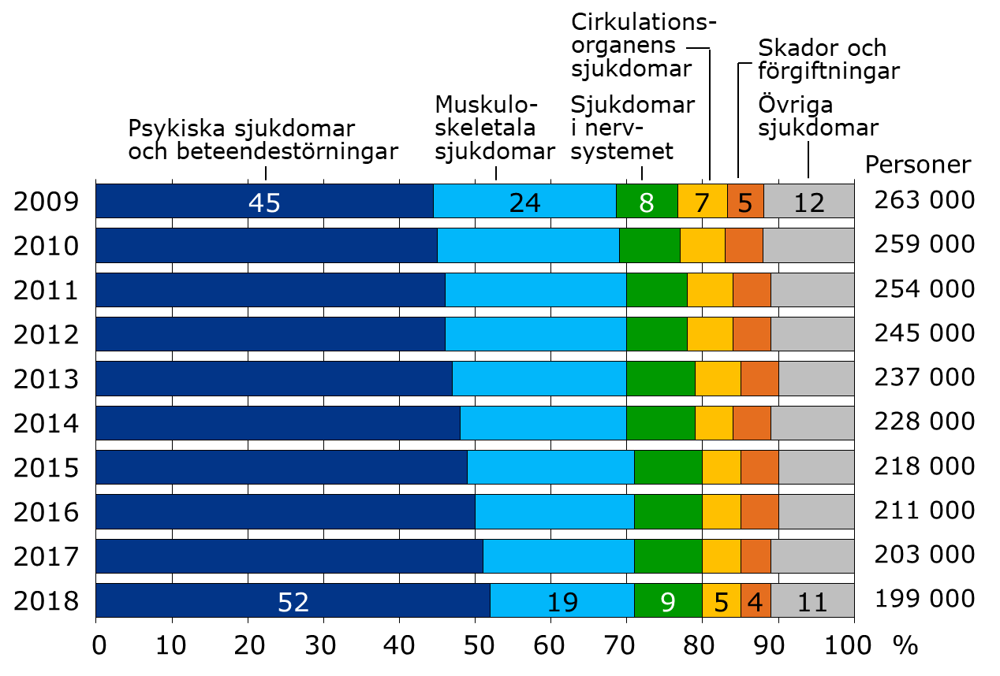 Cirkulations-
organens
sjukdomar
Skador och
förgiftningar
Muskulo-
skeletala
sjukdomar
Sjukdomar
i nerv-
systemet
Övriga
sjukdomar
Psykiska sjukdomar
och beteendestörningar
Personer
2009 45 24 8 7 5 12 263 000
2010 259 000
2011 254 000
2012 245 000
2013 237 000
2014 228 000
2015 218 000
2016 211 000
2017 203 000
2018 52 19 9 5 4 11 199 000
0 10 20 30 40 50 60 70 80 90 100 %